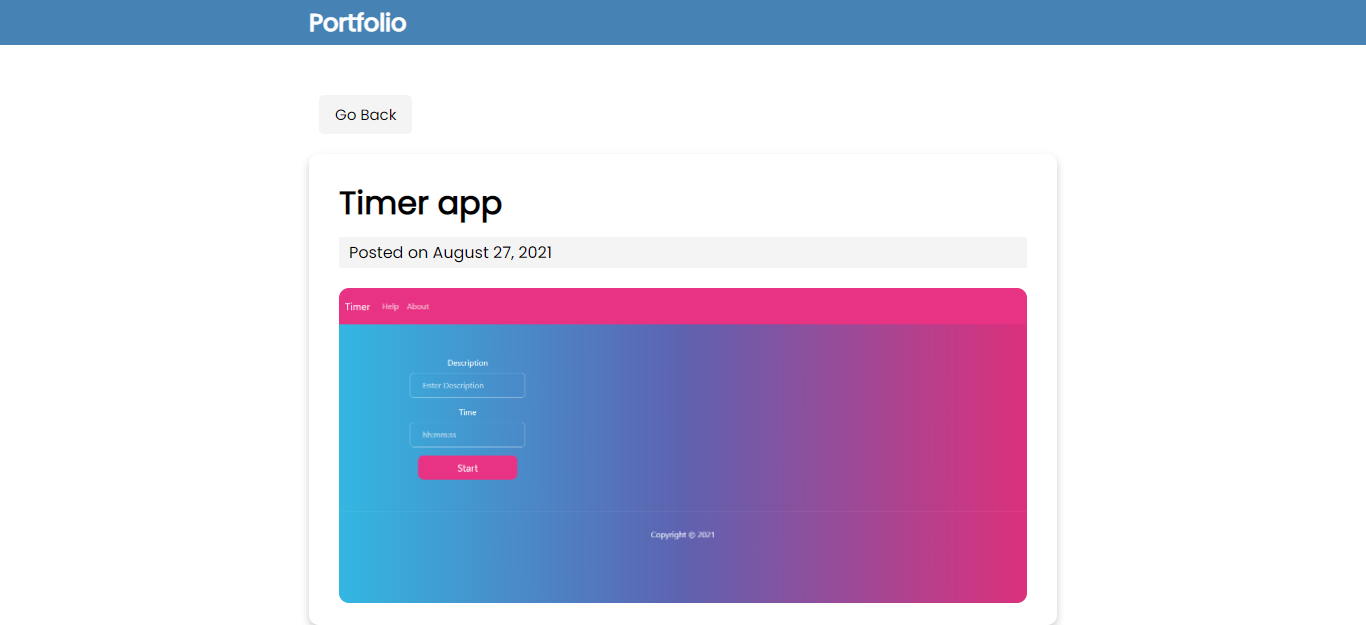 Portfolio
Go Back
Timer app
Posted on August 27, 2021
Timer Help About
Description
Enter Description
Time
hh:mm:ss
Start
Copyright © 2021